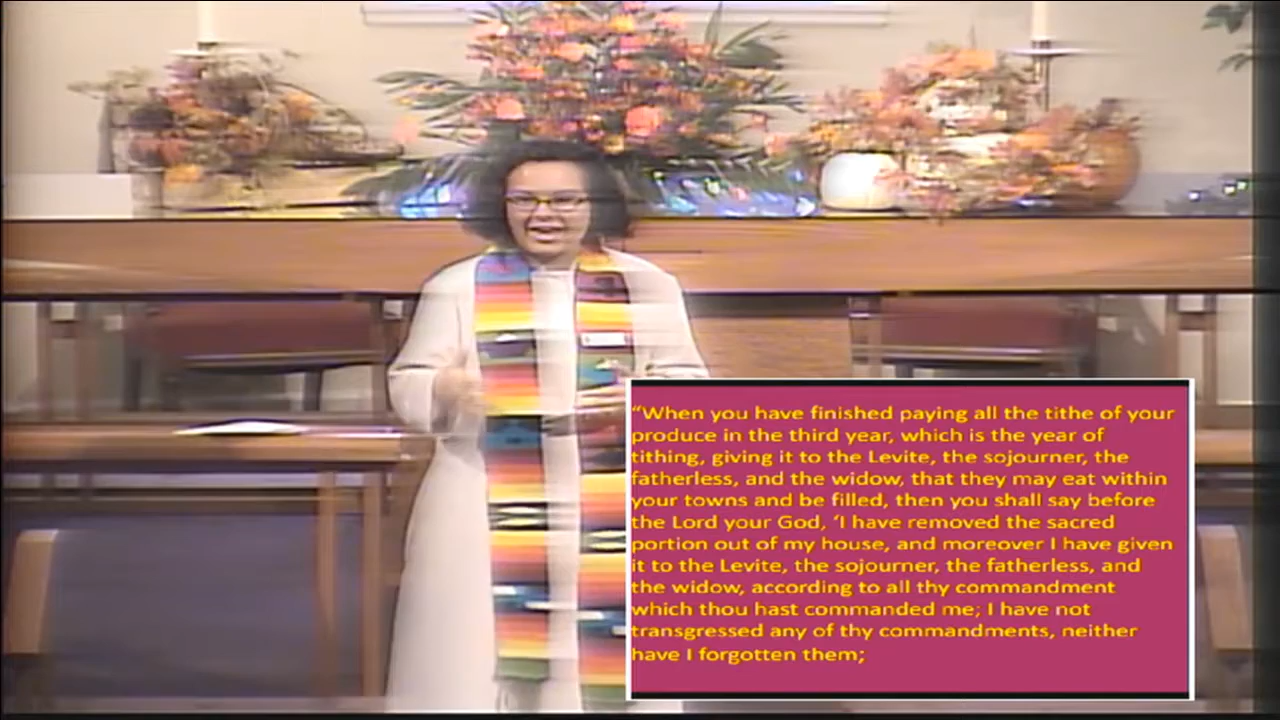 “When you have finished paying all the tithe of your
produce in the third year, which is the year of
tithing, giving it to the Levite, the sojourner, the
fatherless, and the widow, that they may eat within
your towns and be filled, then you shall say before
the Lord your God, ‘I have removed the sacred
portion out of my house, and moreover I have given
it to the Levite, the sojourner, the fatherless, and
the widow, according to all thy commandment
which thou hast commanded me; I have not
transgressed any of thy commandments, neither
have I forgotten them;